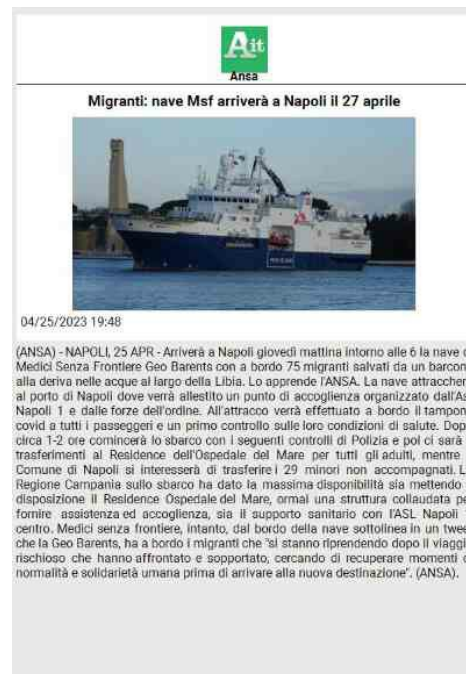 Ait
Ansa
Migranti: nave Msf arriverà a Napoli il 27 aprile
04/25/2023 19:48
(ANSA) - NAPOLI, 25 APR - Arriverà a Napoli giovedì mattina intorno alle 6 la nave d
Medici Senza Frontiere Geo Barents con a bordo 75 migranti salvati da un barcon
alla deriva nelle acque al largo della Libia. Lo apprende l'ANSA. La nave attraccher
al porto di Napoli dove verrà allestito un punto di accoglienza organizzato dall'As
Napoli 1 e dalle forze dell'ordine. All'attracco verrà effettuato a bordo il tampon
covid a tutti i passeggeri e un primo controllo sulle loro condizioni di salute. Dop
circa 1-2 ore comincerà lo sbarco con i seguenti controlli di Polizia e poi ci sarà
trasferimenti al Residence dell'Ospedale del Mare per tutti gli adulti, mentre
Comune di Napoli si interesserà di trasferire i 29 minori non accompagnati. L
Regione Campania sullo sbarco ha dato la massima disponibilità sia mettendo
disposizione il Residence Ospedale del Mare, ormai una struttura collaudata pe
fornire assistenza ed accoglienza, sia il supporto sanitario con l'ASL Napoli
centro. Medici senza frontiere, intanto, dal bordo della nave sottolinea in un twee
che la Geo Barents, ha a bordo i migranti che "si stanno riprendendo dopo il viaggi
rischioso che hanno affrontato e sopportato, cercando di recuperare momenti d
normalità e solidarietà umana prima di arrivare alla nuova destinazione". (ANSA).